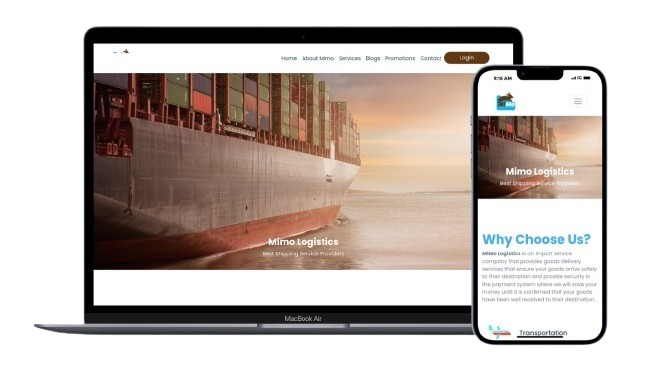 Home About Mimo Services Blogs Promotions Contact Login
Mimo Logistics
Best Shipping Service Providers
MacBook Air
9:16 AM
5G
Mimo Logistics
Best Shipping Service Providers
Why Choose Us?
Mimo Logistics is an import service
company that provides goods delivery
services that ensure your goods arrive safely
to their destination and provide security in
the payment system where we will save your
money until it is confirmed that your goods
have been well received to their destination.
Transportation